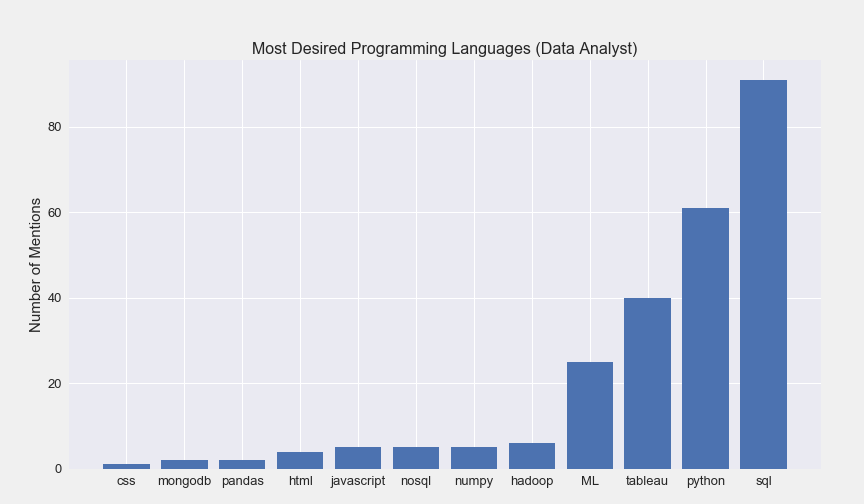 Most Desired Programming Languages (Data Analyst)
Number of Mentions
80
60
40
20
0
css mongodb pandas html javascript nosql numpy hadoop ML tableau python sql